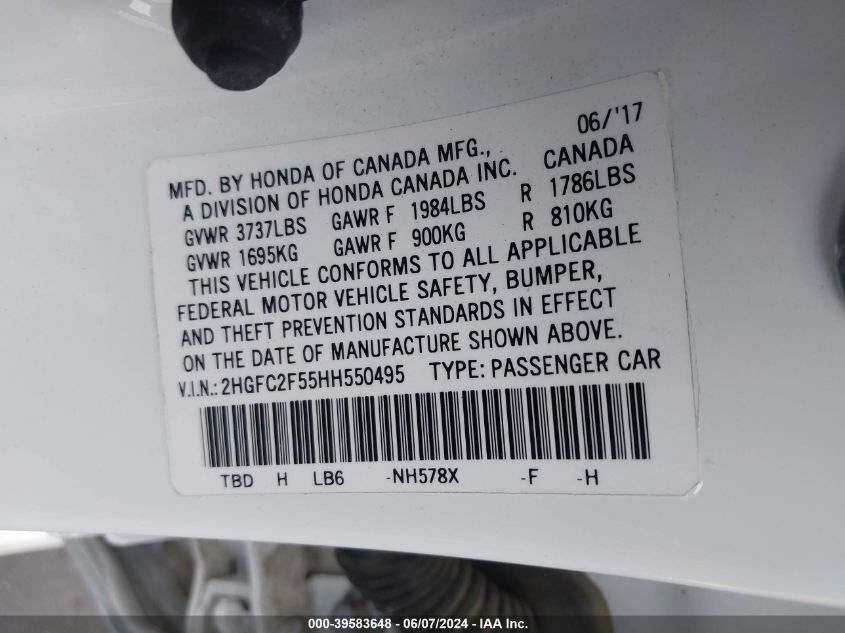 06/'17
MFD. BY HONDA OF CANADA MFG.,
A DIVISION OF HONDA CANADA INC. CANADA
GVWR 3737LBS GAWR F 1984LBS R 1786LBS
GVWR 1695KG GAWR F 900KG R 810KG
THIS VEHICLE CONFORMS TO ALL APPLICABLE
FEDERAL MOTOR VEHICLE SAFETY, BUMPER,
AND THEFT PREVENTION STANDARDS IN EFFECT
ON THE DATE OF MANUFACTURE SHOWN ABOVE.
V.I.N.: 2HGFC2F55HH550495 TYPE: PASSENGER CAR
TBD H LB6 -NH578X -F -H
000-39583648 - 06/07/2024 - IAA Inc.